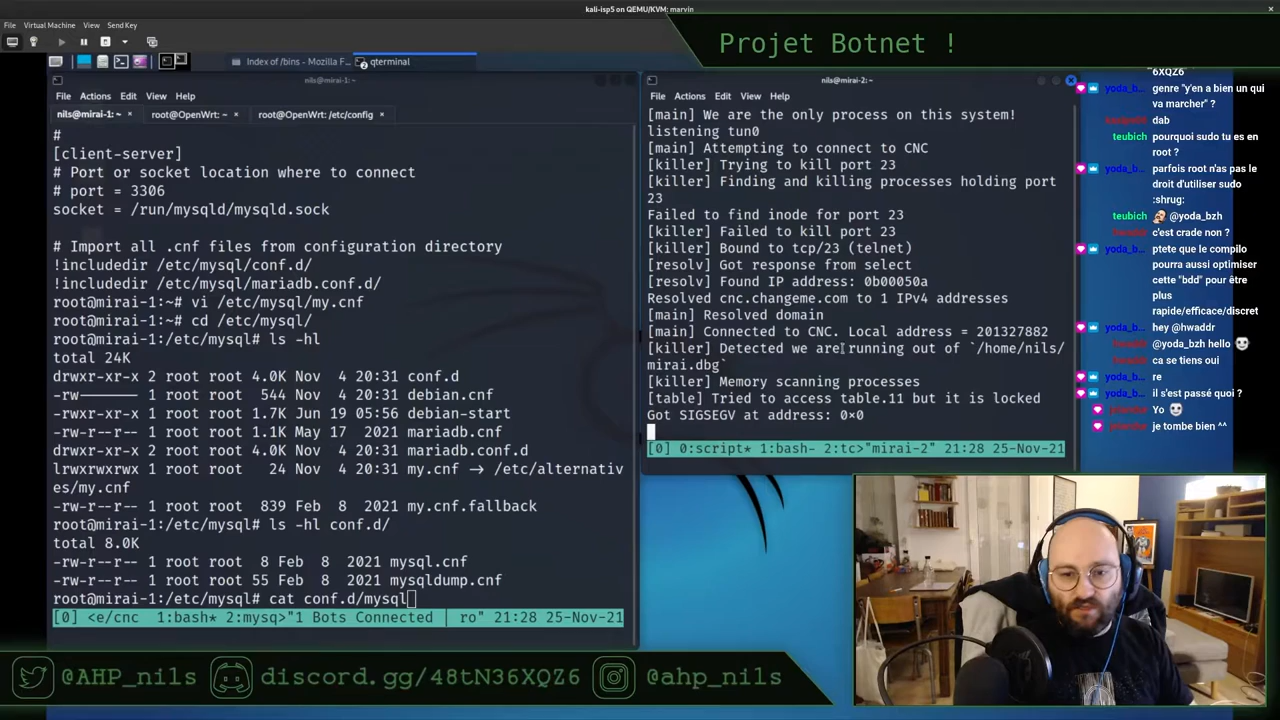 kali-isp5 on QEMU/KVM: marvin
File Virtual Machine View Send Key
Projet Botnet !
Index of /bins - Mozilla F...
qterminal
nils@mirai-1: ~
File Actions Edit View Help
nils@mirai-1: ~ × root@OpenWrt: ~ × root@OpenWrt: /etc/config ×
#
[client-server]
# Port or socket location where to connect
# port = 3306
socket = /run/mysqld/mysqld.sock
# Import all .cnf files from configuration directory
!includedir /etc/mysql/conf.d/
!includedir /etc/mysql/mariadb.conf.d/
root@mirai-1:~# vi /etc/mysql/my.cnf
root@mirai-1:~# cd /etc/mysql/
root@mirai-1:/etc/mysql# ls -hl
total 24K
drwxr-xr-x 2 root root 4.0K Nov 4 20:31 conf.d
-rw------- 1 root root 544 Nov 4 20:31 debian.cnf
-rwxr-xr-x 1 root root 1.7K Jun 19 05:56 debian-start
-rw-r--r-- 1 root root 1.1K May 17 2021 mariadb.cnf
drwxr-xr-x 2 root root 4.0K Nov 4 20:31 mariadb.conf.d
lrwxrwxrwx 1 root root 24 Nov 4 20:31 my.cnf → /etc/alternativ
es/my.cnf
-rw-r--r-- 1 root root 839 Feb 8 2021 my.cnf.fallback
root@mirai-1:/etc/mysql# ls -hl conf.d/
total 8.0K
-rw-r--r-- 1 root root 8 Feb 8 2021 mysql.cnf
-rw-r--r-- 1 root root 55 Feb 8 2021 mysqldump.cnf
root@mirai-1:/etc/mysql# cat conf.d/mysql
[0] <e/cnc 1:bash* 2:mysq>"1 Bots Connected | ro" 21:28 25-Nov-21
nils@mirai-2: ~
File Actions Edit View Help
[main] We are the only process on this system!
listening tun0
[main] Attempting to connect to CNC
[killer] Trying to kill port 23
[killer] Finding and killing processes holding port
23
Failed to find inode for port 23
[killer] Failed to kill port 23
[killer] Bound to tcp/23 (telnet)
[resolv] Got response from select
[resolv] Found IP address: 0b00050a
Resolved cnc.changeme.com to 1 IPv4 addresses
[main] Resolved domain
[main] Connected to CNC. Local address = 201327882
[killer] Detected we are running out of `/home/nils/
mirai.dbg`
[killer] Memory scanning processes
[table] Tried to access table.11 but it is locked
Got SIGSEGV at address: 0×0
[0] 0:script* 1:bash- 2:tc>"mirai-2" 21:28 25-Nov-21
6XQZ6
yoda_b... genre "y'en a bien un qui
va marcher" ?
dab
teubich pourquoi sudo tu es en
root ?
yoda_b... parfois root n'as pas le
droit d'utiliser sudo
:shrug:
teubich @yoda_bzh
c'est crade non ?
yoda_b... ptete que le compilo
pourra aussi optimiser
cette "bdd" pour être
plus
rapide/efficace/discret
yoda_b... hey @hwaddr
@yoda_bzh hello
ca se tiens oui
yoda_b... re
yoda_b... il s'est passé quoi ?
Yo
je tombe bien ^^
@AHP_nils discord.gg/48tN36XQZ6 @ahp_nils